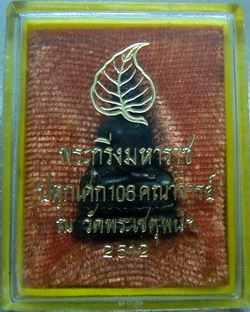 พระกริ่งมหาราช
ปลุกเศก108คณาจารย์
ณ วัดพระเชตุพนฯ
2512